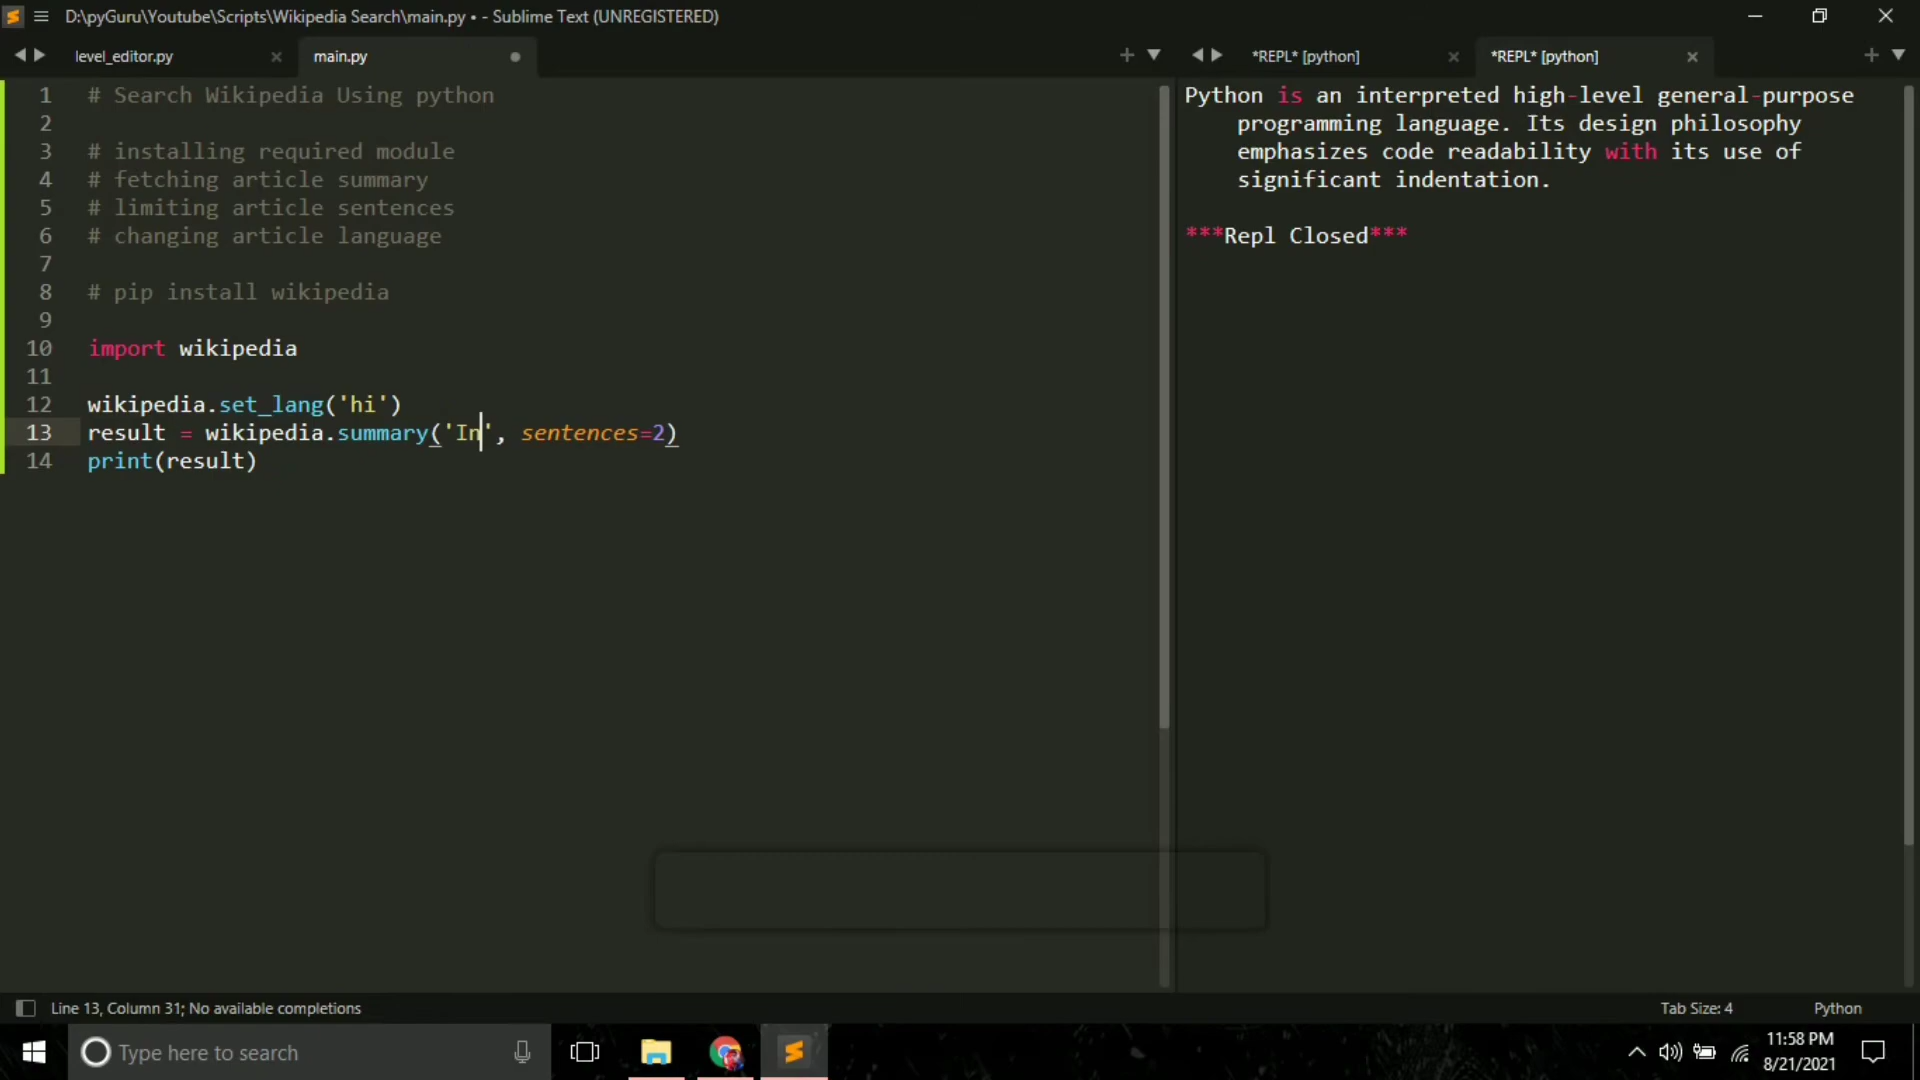 D:\pyGuru\Youtube\Scripts\Wikipedia Search\main.py • - Sublime Text (UNREGISTERED)
level_editor.py
main.py
*REPL* [python]
*REPL* [python]
1 # Search Wikipedia Using python
2
3 # installing required module
4 # fetching article summary
5 # limiting article sentences
6 # changing article language
7
8 # pip install wikipedia
9
10 import wikipedia
11
12 wikipedia.set_lang('hi')
13 result = wikipedia.summary('In', sentences=2)
14 print(result)
Python is an interpreted high-level general-purpose
programming language. Its design philosophy
emphasizes code readability with its use of
significant indentation.
***Repl Closed***
Line 13, Column 31; No available completions
Tab Size: 4
Python
Type here to search
11:58 PM
8/21/2021